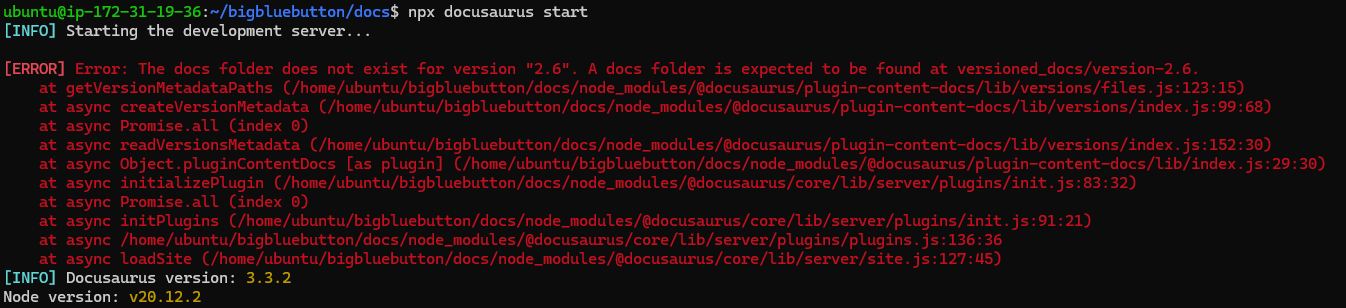 ubuntu@ip-172-31-19-36:~/bigbluebutton/docs$ npx docusaurus start
[INFO] Starting the development server...
[ERROR] Error: The docs folder does not exist for version "2.6". A docs folder is expected to be found at versioned_docs/version-2.6.
    at getVersionMetadataPaths (/home/ubuntu/bigbluebutton/docs/node_modules/@docusaurus/plugin-content-docs/lib/versions/files.js:123:15)
    at async createVersionMetadata (/home/ubuntu/bigbluebutton/docs/node_modules/@docusaurus/plugin-content-docs/lib/versions/index.js:99:68)
    at async Promise.all (index 0)
    at async readVersionsMetadata (/home/ubuntu/bigbluebutton/docs/node_modules/@docusaurus/plugin-content-docs/lib/versions/index.js:152:30)
    at async Object.pluginContentDocs [as plugin] (/home/ubuntu/bigbluebutton/docs/node_modules/@docusaurus/plugin-content-docs/lib/index.js:29:30)
    at async initializePlugin (/home/ubuntu/bigbluebutton/docs/node_modules/@docusaurus/core/lib/server/plugins/init.js:83:32)
    at async Promise.all (index 0)
    at async initPlugins (/home/ubuntu/bigbluebutton/docs/node_modules/@docusaurus/core/lib/server/plugins/init.js:91:21)
    at async /home/ubuntu/bigbluebutton/docs/node_modules/@docusaurus/core/lib/server/plugins/plugins.js:136:36
    at async loadSite (/home/ubuntu/bigbluebutton/docs/node_modules/@docusaurus/core/lib/server/site.js:127:45)
[INFO] Docusaurus version: 3.3.2
Node version: v20.12.2